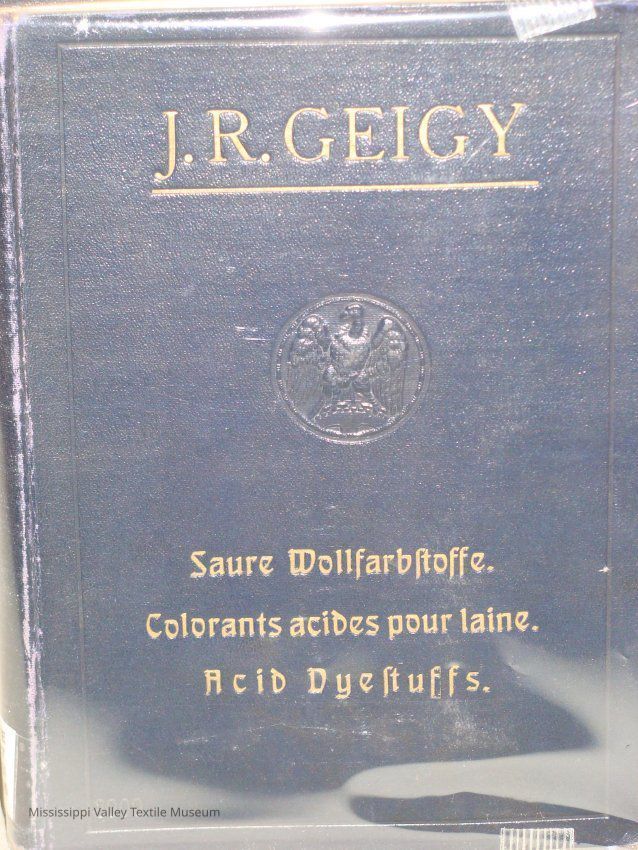 J. R. GEIGY
Saure Wollfarbſtoffe.
Colorants acides pour laine.
Acid Dyeſtuffs.
Mississippi Valley Textile Museum